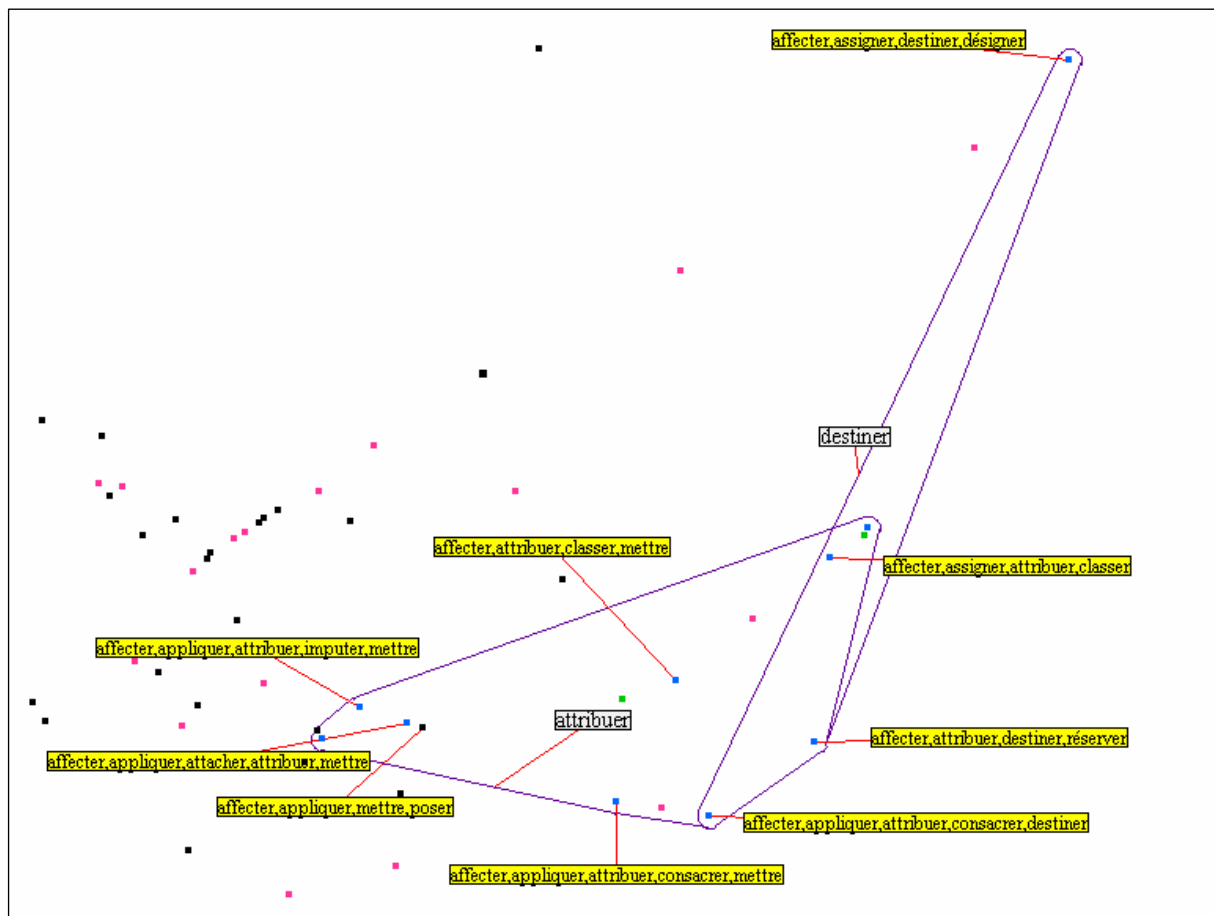 affecter,assigner,destiner,désigner
destiner
affecter,attribuer,classer,mettre
affecter,assigner,attribuer,classer
affecter,appliquer,attribuer,imputer,mettre
attribuer
affecter,attribuer,destiner,réserver
affecter,appliquer,attacher,attribuer,mettre
affecter,appliquer,mettre,poser
affecter,appliquer,attribuer,consacrer,destiner
affecter,appliquer,attribuer,consacrer,mettre